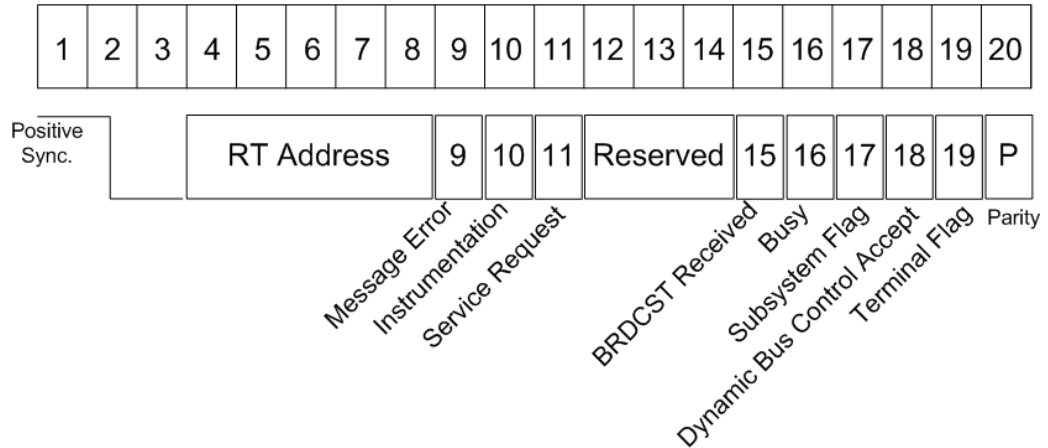 1 2 3 4 5 6 7 8 9 10 11 12 13 14 15 16 17 18 19 20
Positive
Sync.
RT Address 9 10 11 Reserved 15 16 17 18 19 P
Message Error
Instrumentation
Service Request
BRDCST Received
Busy
Subsystem Flag
Dynamic Bus Control Accept
Terminal Flag
Parity